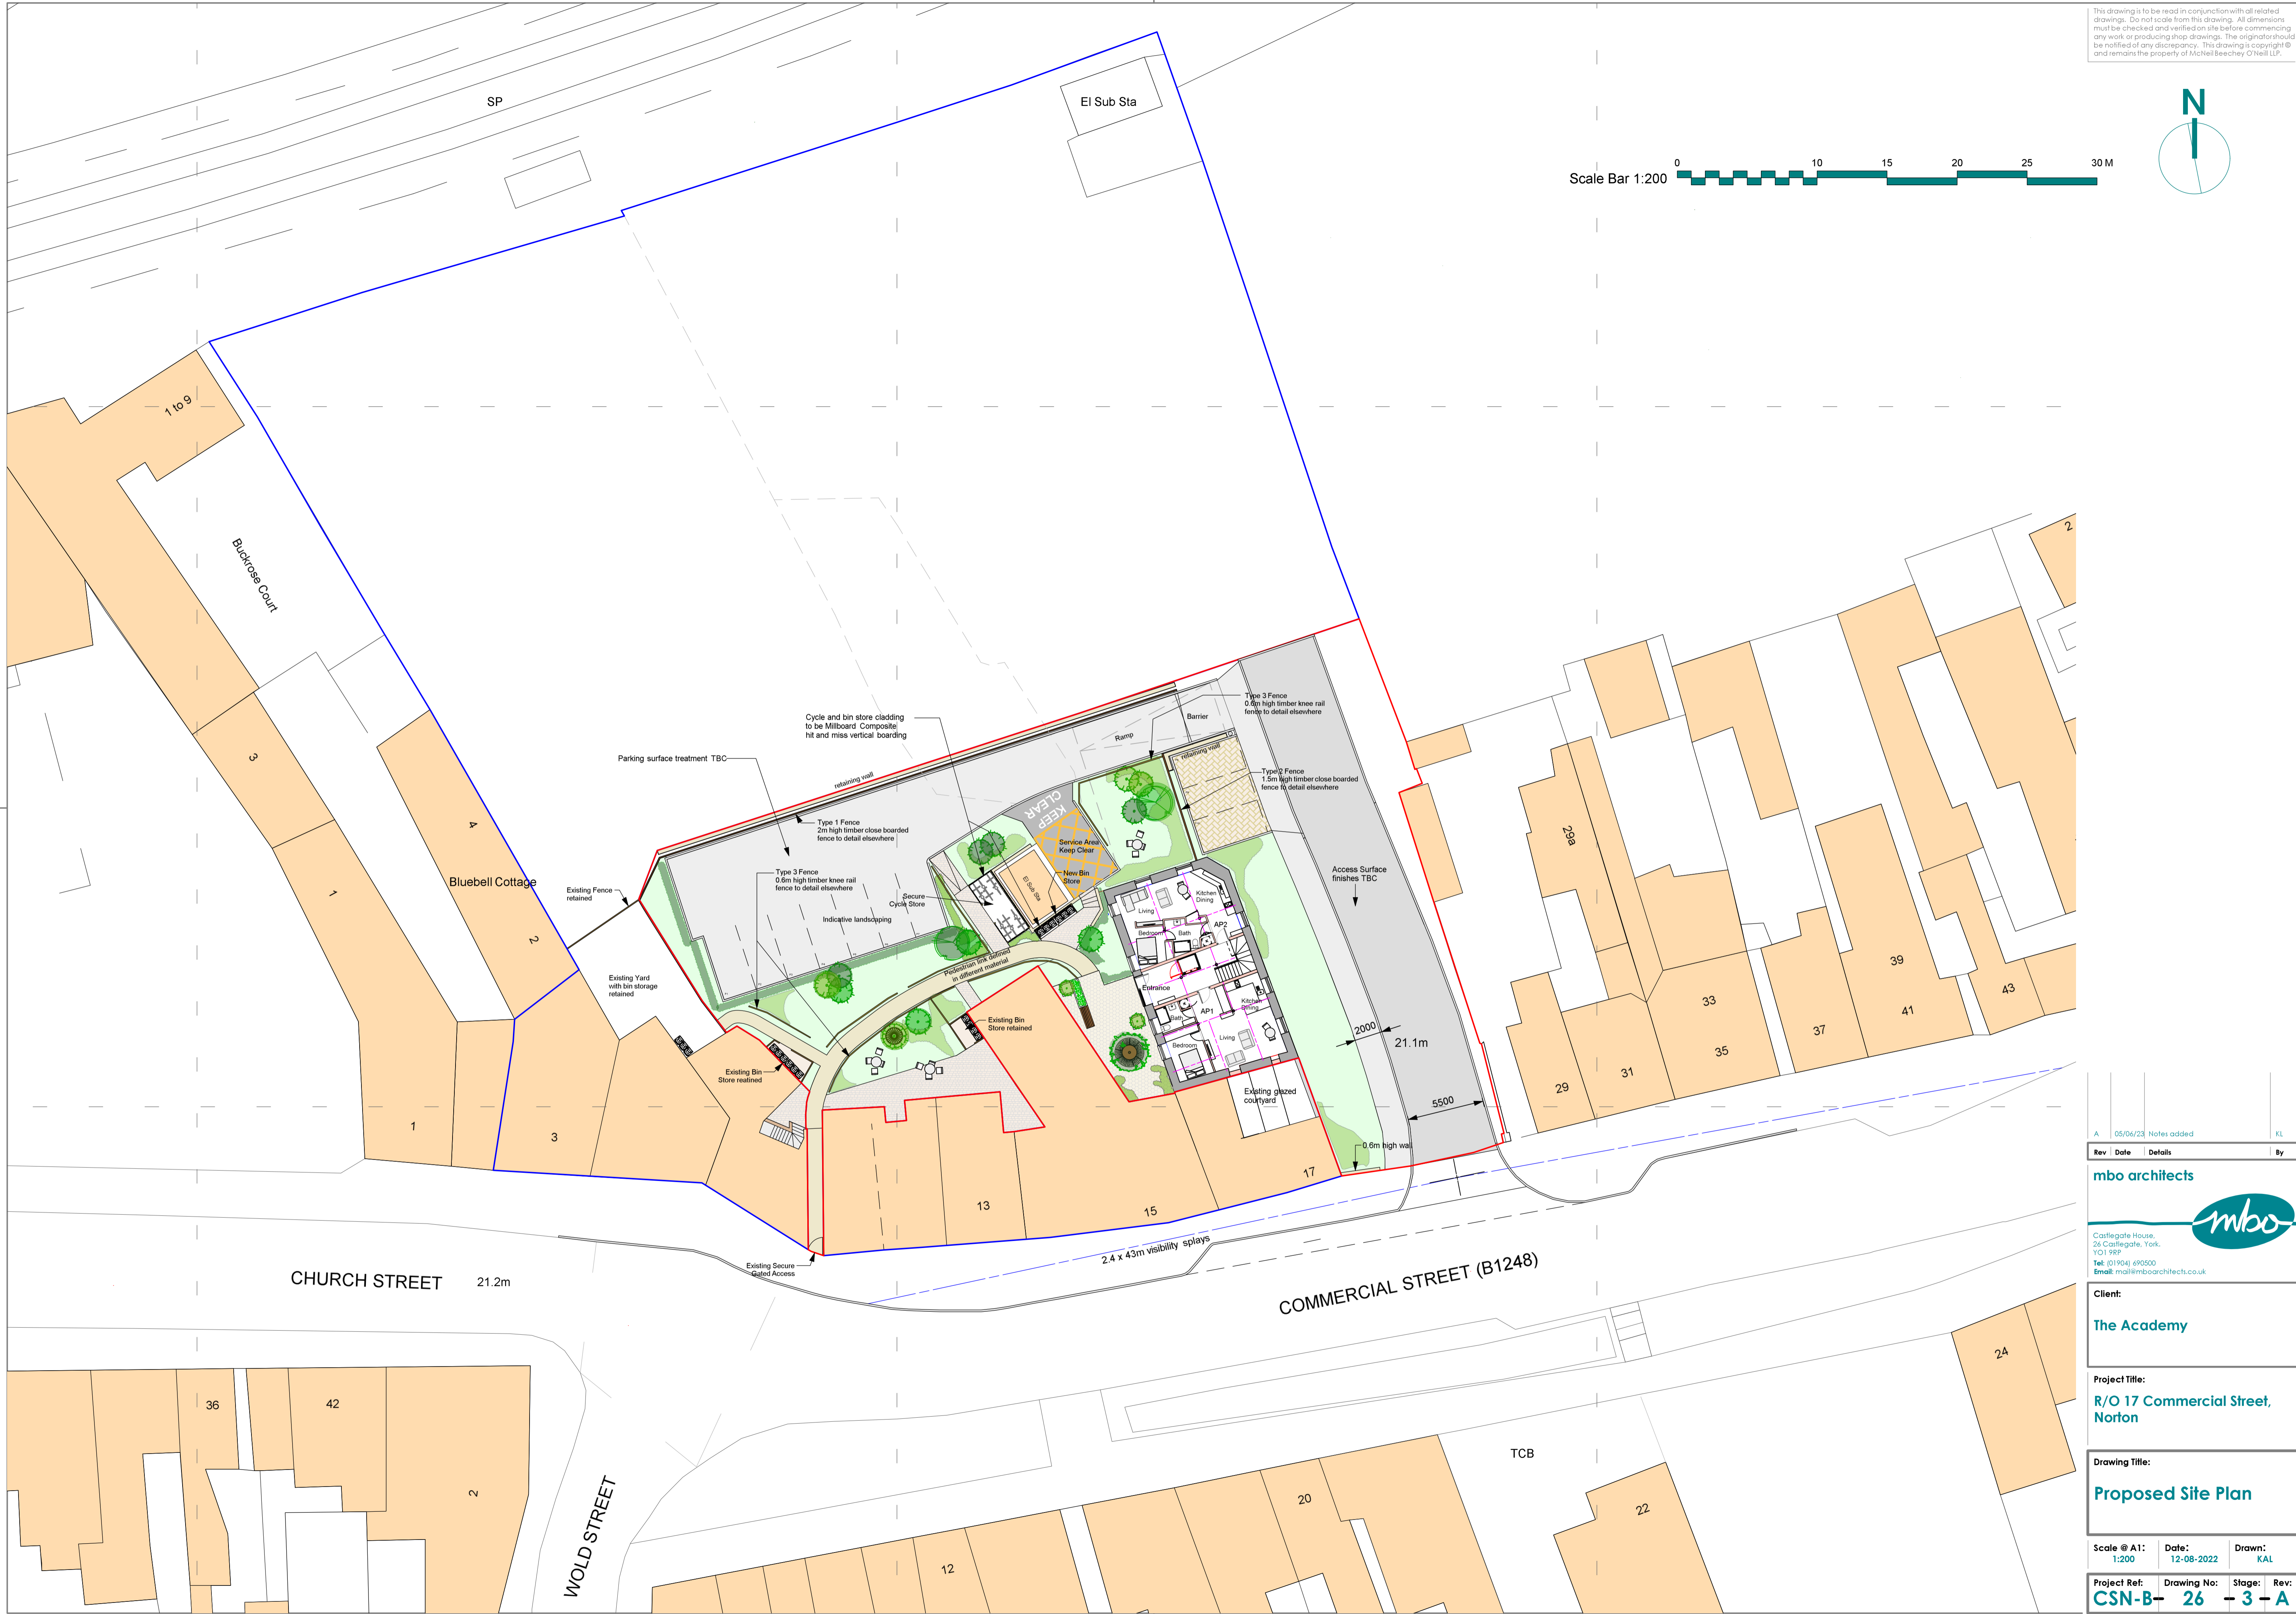 This drawing is to be read in conjunction with all related
drawings. Do not scale from this drawing. All dimensions
must be checked and verified on site before commencing
any work or producing shop drawings. The originator should
be notified of any discrepancy. This drawing is copyright ©
and remains the property of McNeil Beechey O'Neill LLP.
N
Scale Bar 1:200
0 10 15 20 25 30 M
SP
El Sub Sta
1 to 9
Buckrose Court
3
1
1
4
2
Bluebell Cottage
Existing Fence
retained
Existing Yard
with bin storage
retained
Parking surface treatment TBC
Cycle and bin store cladding
to be Millboard Composite
hit and miss vertical boarding
retaining wall
Type 1 Fence
2m high timber close boarded
fence to detail elsewhere
Type 3 Fence
0.6m high timber knee rail
fence to detail elsewhere
Indicative landscaping
Secure
Cycle Store
El Sub Sta
KEEP
CLEAR
Service Area
Keep Clear
New Bin
Store
Ramp
Barrier
Type 3 Fence
0.6m high timber knee rail
fence to detail elsewhere
retaining wall
Type 2 Fence
1.5m high timber close boarded
fence to detail elsewhere
Access Surface
finishes TBC
Living
Kitchen
Dining
Bedroom
Bath
AP2
Entrance
Bath
AP1
Kitchen
Dining
Bedroom
Living
Pedestrian link defined
in different material
Existing Bin
Store retained
Existing Bin
Store reatined
Existing glazed
courtyard
2000
21.1m
5500
0.6m high wall
3
13
15
17
Existing Secure
Gated Access
2.4 x 43m visibility splays
CHURCH STREET
21.2m
COMMERCIAL STREET (B1248)
WOLD STREET
29a
29
31
33
35
37
39
41
43
2
36
42
2
12
20
22
24
TCB
A 05/06/23 Notes added KL
Rev Date Details By
mbo architects
mbo
Castlegate House,
26 Castlegate, York,
YO1 9RP
Tel: (01904) 690500
Email: mail@mboarchitects.co.uk
Client:
The Academy
Project Title:
R/O 17 Commercial Street,
Norton
Drawing Title:
Proposed Site Plan
Scale @ A1: Date: Drawn:
1:200 12-08-2022 KAL
Project Ref: Drawing No: Stage: Rev:
CSN-B- 26 - 3 - A